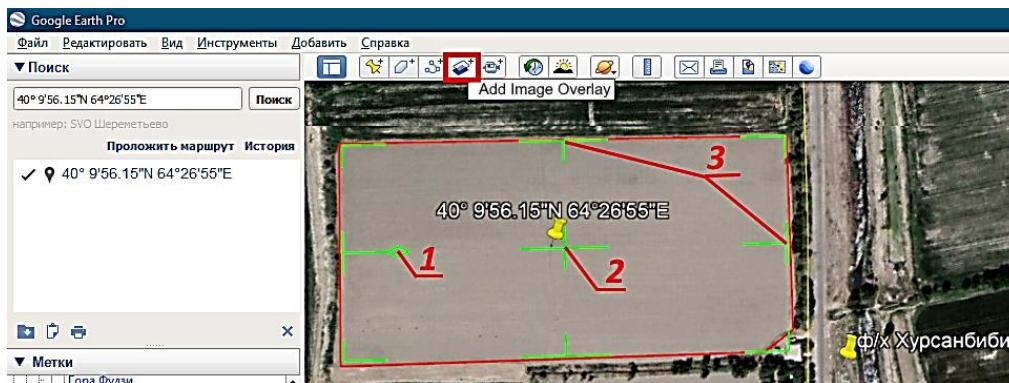 Google Earth Pro
Файл Редактировать Вид Инструменты Добавить Справка
▼Поиск
40° 9'56.15"N 64°26'55"E Поиск
например: SVO Шереметьево
Проложить маршрут История
40° 9'56.15"N 64°26'55"E
▼ Метки
Гора Фудзи
Add Image Overlay
3
40° 9'56.15"N 64°26'55"E
1
2
ф/х Хурсанбиби